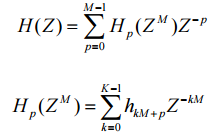 H(Z) = \sum_{p=0}^{M-1} H_p(Z^M) Z^{-p}
H_p(Z^M) = \sum_{k=0}^{K-1} h_{kM+p} Z^{-kM}